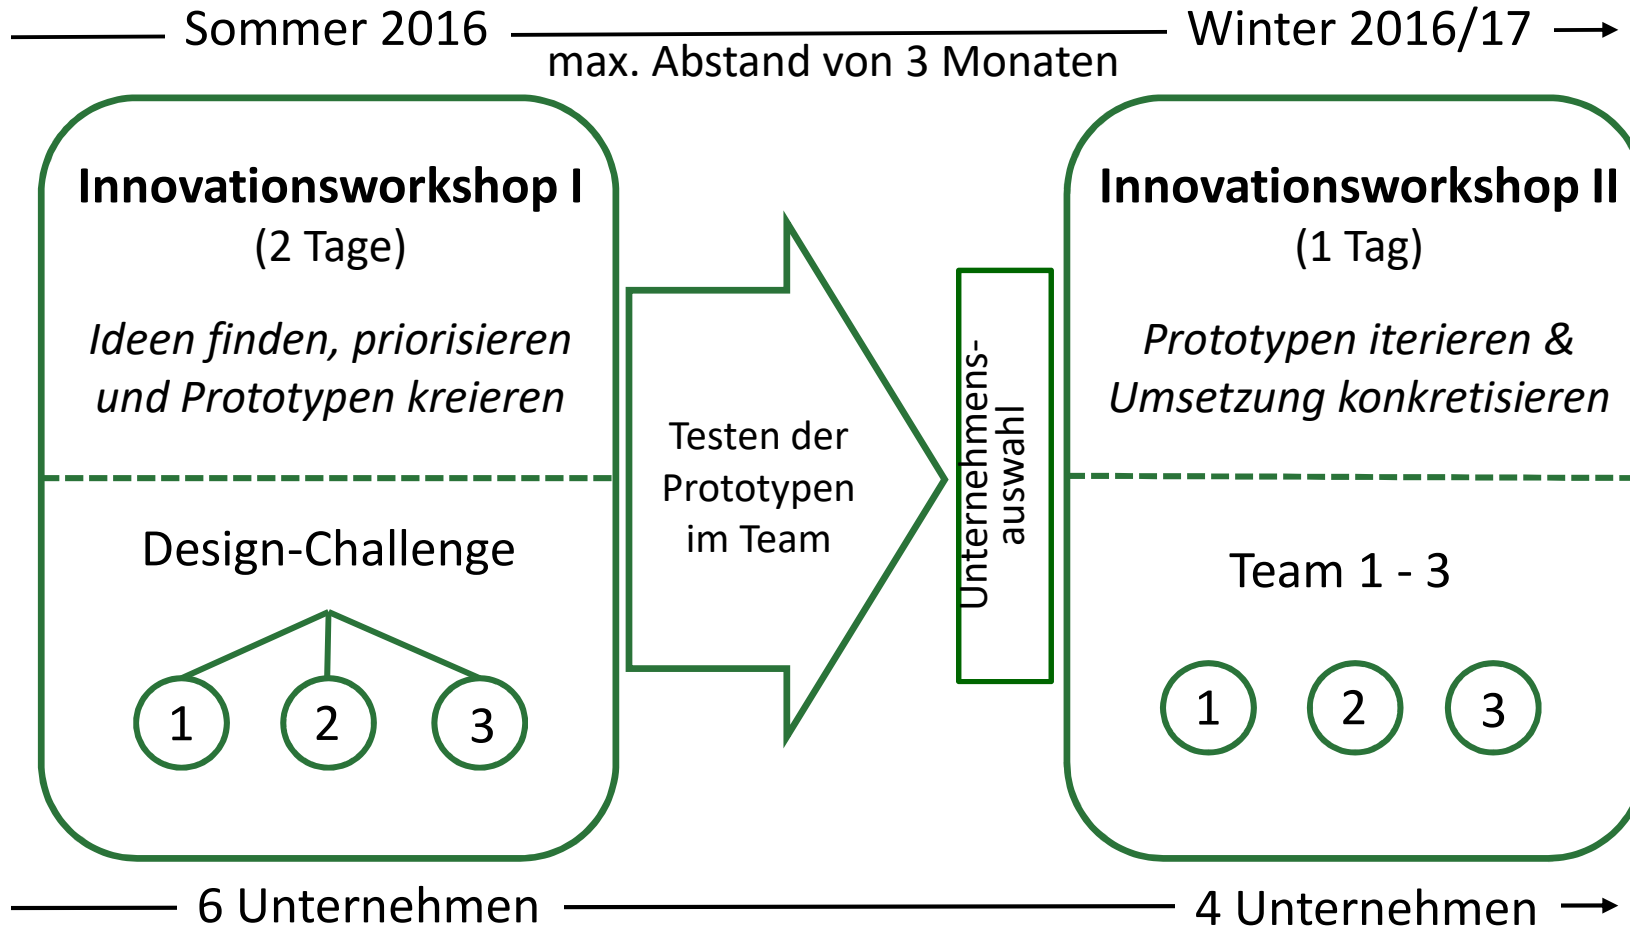 Sommer 2016
Winter 2016/17
max. Abstand von 3 Monaten
Innovationsworkshop I
(2 Tage)
Ideen finden, priorisieren
und Prototypen kreieren
Design-Challenge
1
2
3
Testen der
Prototypen
im Team
Unternehmens-
auswahl
Innovationsworkshop II
(1 Tag)
Prototypen iterieren &
Umsetzung konkretisieren
Team 1 - 3
1
2
3
6 Unternehmen
4 Unternehmen